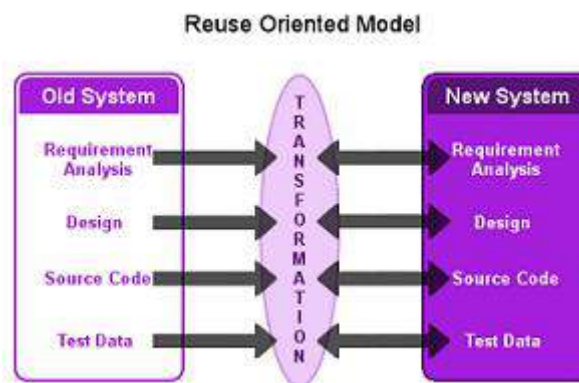 Reuse Oriented Model
Old System
Requirement
Analysis
Design
Source Code
Test Data
TRANSFORMATION
New System
Requirement
Analysis
Design
Source Code
Test Data